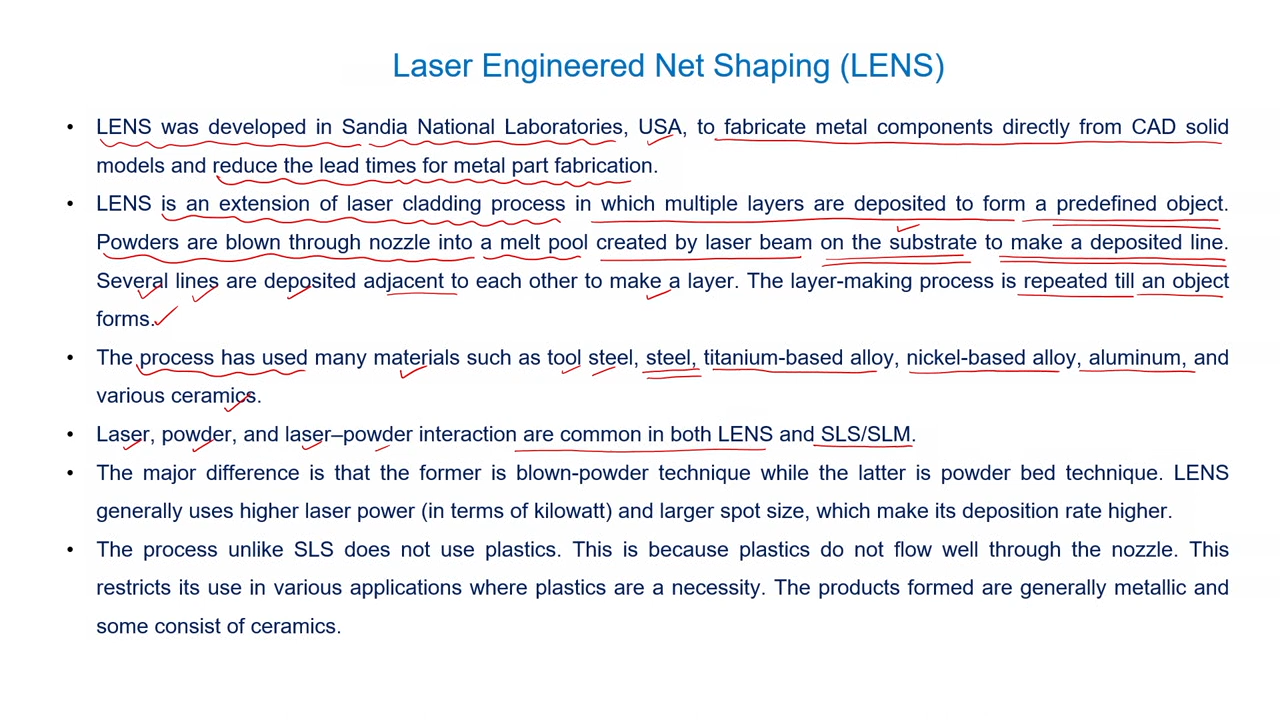 Laser Engineered Net Shaping (LENS)
• LENS was developed in Sandia National Laboratories, USA, to fabricate metal components directly from CAD solid
models and reduce the lead times for metal part fabrication.
• LENS is an extension of laser cladding process in which multiple layers are deposited to form a predefined object.
Powders are blown through nozzle into a melt pool created by laser beam on the substrate to make a deposited line.
Several lines are deposited adjacent to each other to make a layer. The layer-making process is repeated till an object
forms.
• The process has used many materials such as tool steel, steel, titanium-based alloy, nickel-based alloy, aluminum, and
various ceramics.
• Laser, powder, and laser–powder interaction are common in both LENS and SLS/SLM.
• The major difference is that the former is blown-powder technique while the latter is powder bed technique. LENS
generally uses higher laser power (in terms of kilowatt) and larger spot size, which make its deposition rate higher.
• The process unlike SLS does not use plastics. This is because plastics do not flow well through the nozzle. This
restricts its use in various applications where plastics are a necessity. The products formed are generally metallic and
some consist of ceramics.